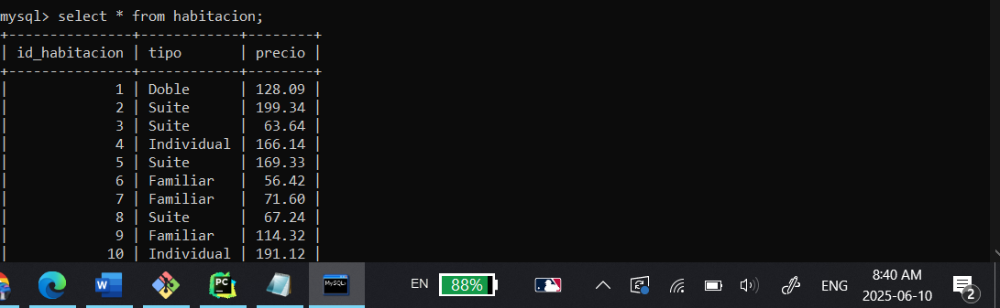 mysql> select * from habitacion;
+---------------+------------+--------+
| id_habitacion | tipo       | precio |
+---------------+------------+--------+
|             1 | Doble      | 128.09 |
|             2 | Suite      | 199.34 |
|             3 | Suite      |  63.64 |
|             4 | Individual | 166.14 |
|             5 | Suite      | 169.33 |
|             6 | Familiar   |  56.42 |
|             7 | Familiar   |  71.60 |
|             8 | Suite      |  67.24 |
|             9 | Familiar   | 114.32 |
|            10 | Individual | 191.12 |
W PC MySQL> EN 88% ENG 8:40 AM
2025-06-10 2